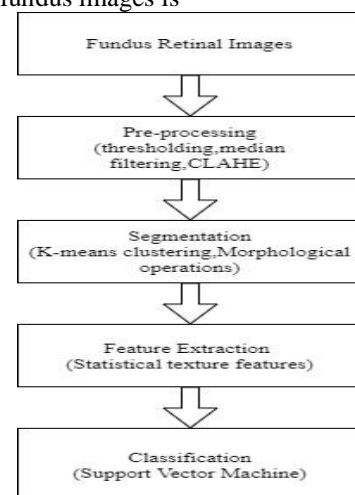 fundus images is
Fundus Retinal Images
Pre-processing
(thresholding,median
filtering,CLAHE)
Segmentation
(K-means clustering,Morphological
operations)
Feature Extraction
(Statistical texture features)
Classification
(Support Vector Machine)